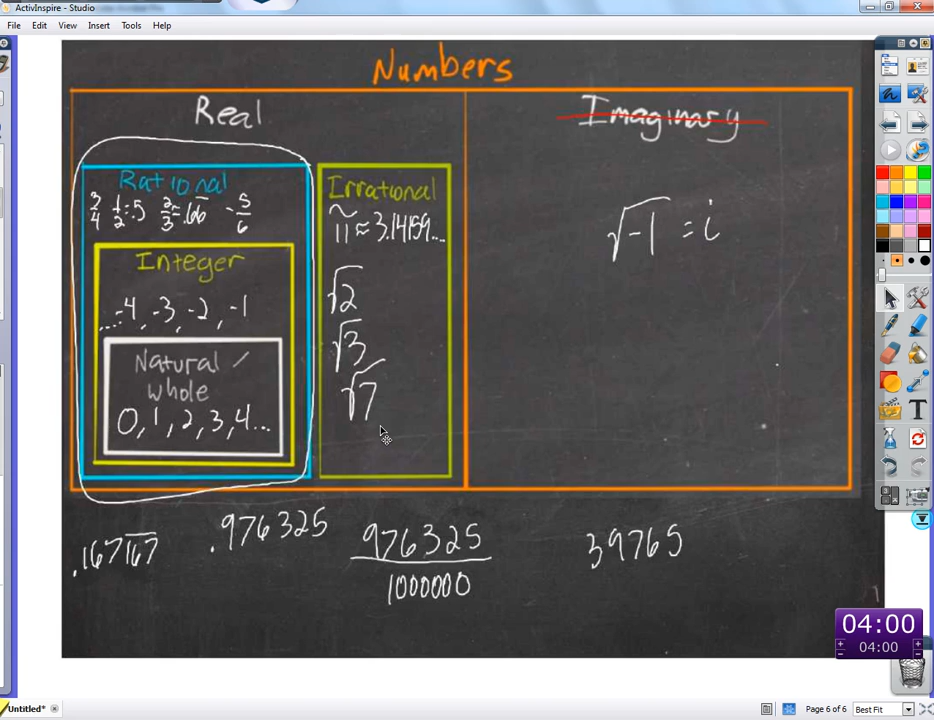 ActivInspire - Studio
File Edit View Insert Tools Help
Numbers
Real
Imaginary
Rational
3/4 1/2=.5 2/3=.66 -5/6
Irrational
π ≈ 3.14159...
√2
√3
√7
Integer
....-4, -3, -2, -1
Natural / whole
0, 1, 2, 3, 4...
√-1 = i
.167167
.976325
976325
1000000
39765
04:00
04:00
Untitled*
Page 6 of 6
Best Fit